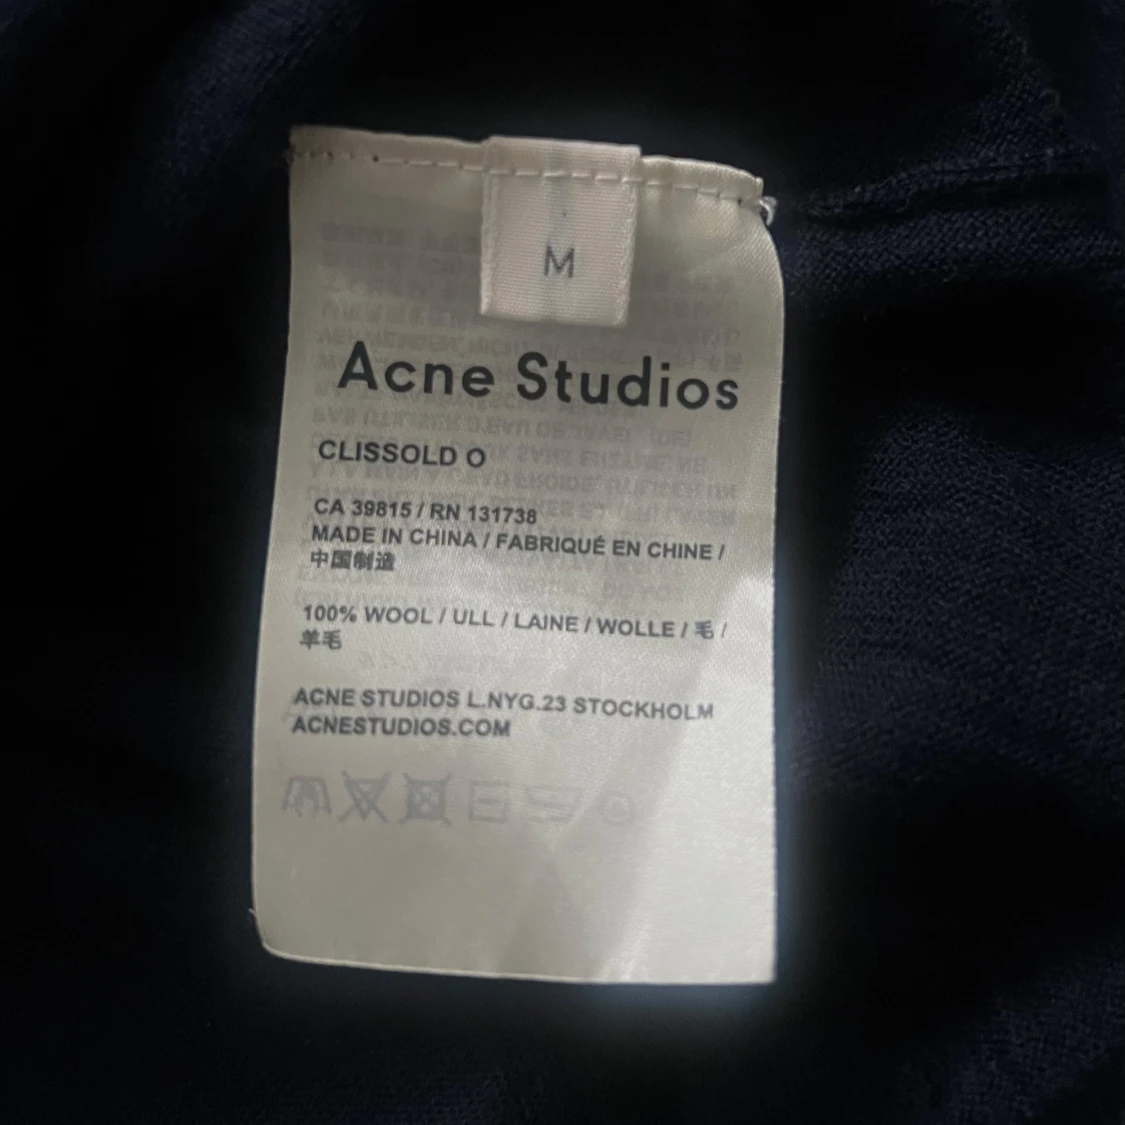 M
Acne Studios
CLISSOLD O
CA 39815 / RN 131738
MADE IN CHINA / FABRIQUÉ EN CHINE /
中国制造
100% WOOL / ULL / LAINE / WOLLE / 毛 /
羊毛
ACNE STUDIOS L.NYG.23 STOCKHOLM
ACNESTUDIOS.COM